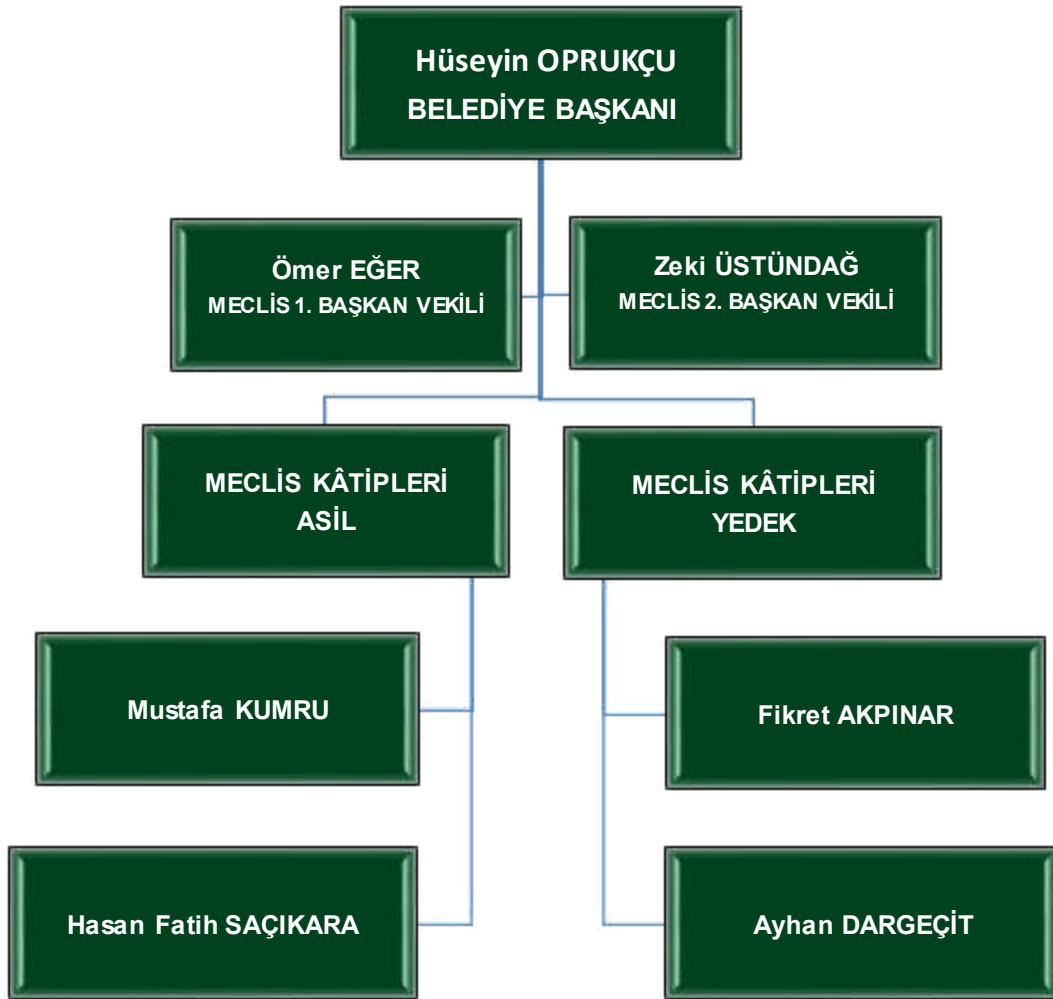 Hüseyin OPRUKÇU
BELEDİYE BAŞKANI
Ömer EĞER
MECLİS 1. BAŞKAN VEKİLİ
Zeki ÜSTÜNDAĞ
MECLİS 2. BAŞKAN VEKİLİ
MECLİS KÂTİPLERİ
ASİL
MECLİS KÂTİPLERİ
YEDEK
Mustafa KUMRU
Fikret AKPINAR
Hasan Fatih SAÇIKARA
Ayhan DARGEÇİT